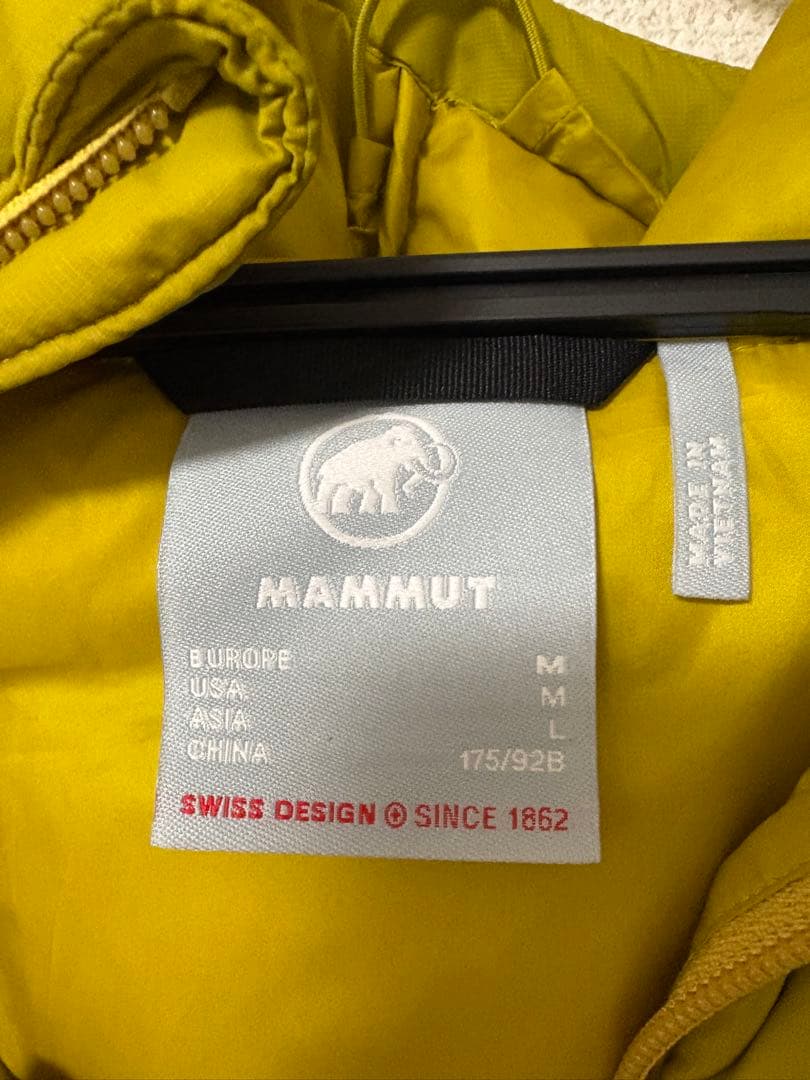 MAMMUT
EUROPE M
USA M
ASIA L
CHINA 175/92B
SWISS DESIGN SINCE 1862
MADE IN
VIETNAM